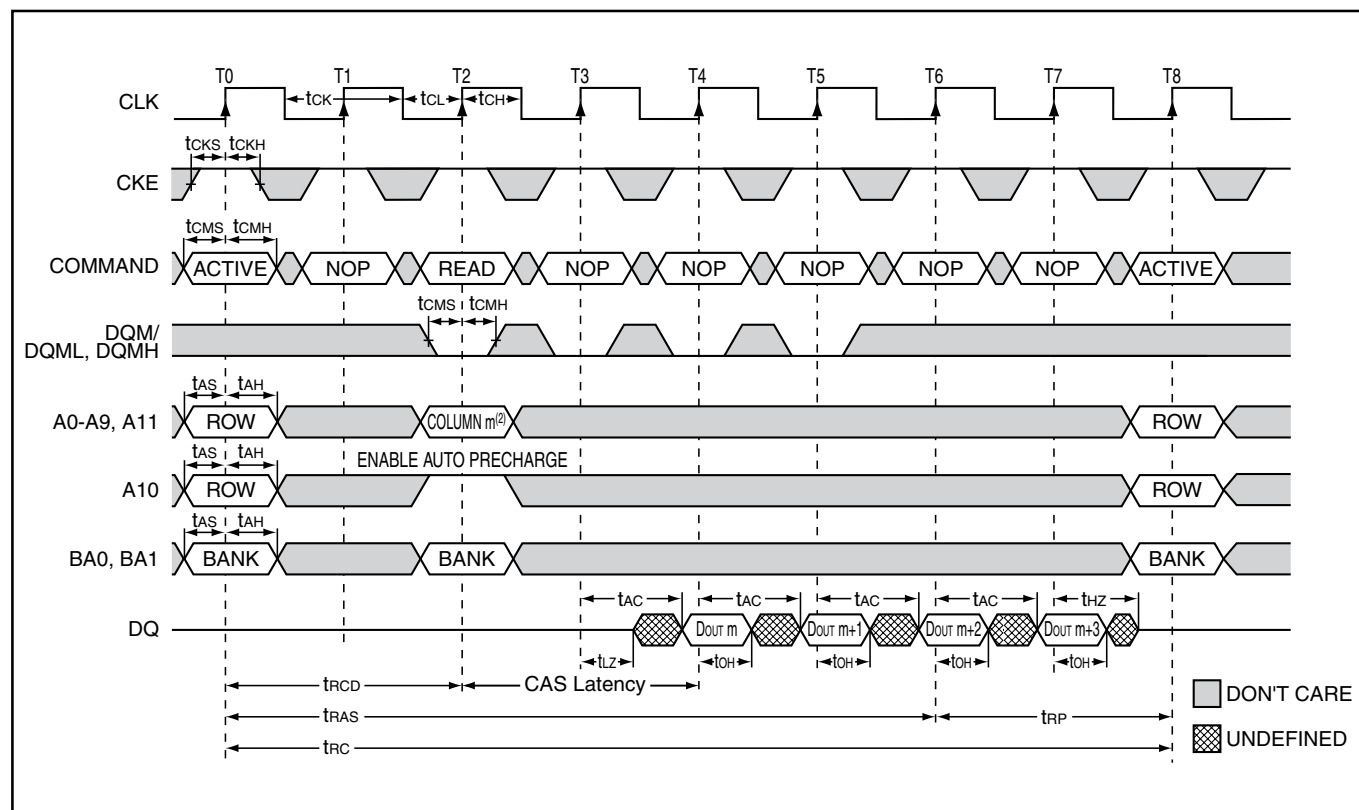 T0 T1 T2 T3 T4 T5 T6 T7 T8
CLK tCK tCL tCH
tCKS tCKH
CKE
tCMS tCMH
COMMAND ACTIVE NOP READ NOP NOP NOP NOP NOP ACTIVE
tCMS tCMH
DQM/
DQML, DQMH
tAS tAH
A0-A9, A11 ROW COLUMN m(2) ROW
tAS tAH ENABLE AUTO PRECHARGE
A10 ROW ROW
tAS tAH
BA0, BA1 BANK BANK BANK
tAC tAC tAC tAC tHZ
DQ DOUT m DOUT m+1 DOUT m+2 DOUT m+3
tLZ tOH tOH tOH tOH
tRCD CAS Latency
DON'T CARE
tRAS tRP
UNDEFINED
tRC